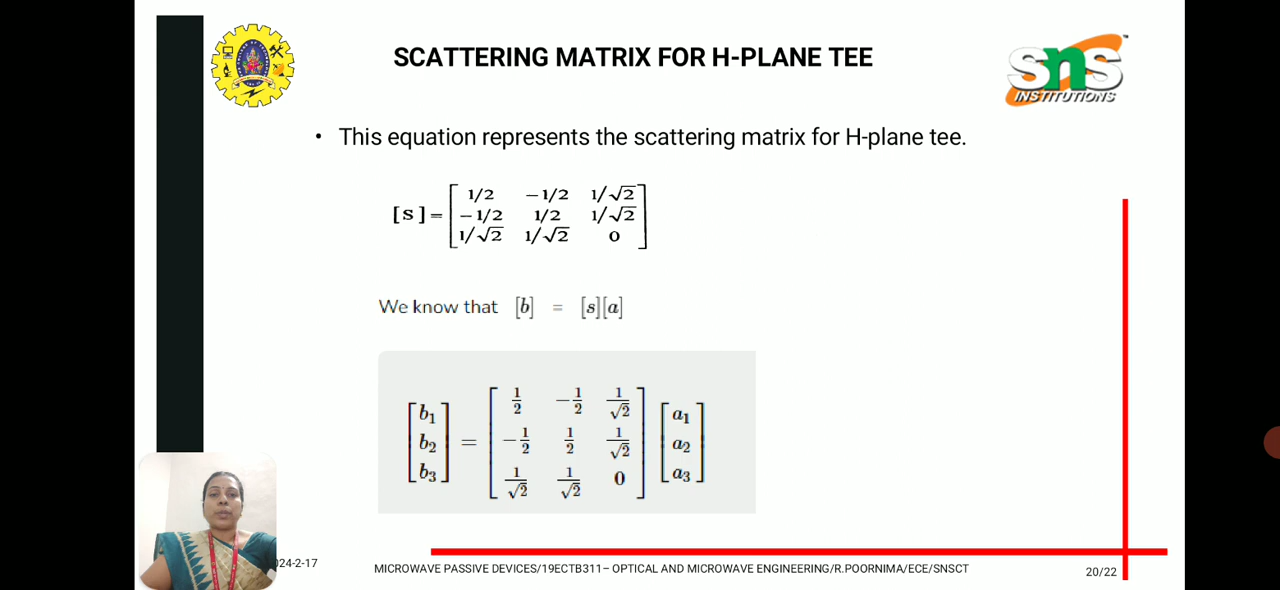 SCATTERING MATRIX FOR H-PLANE TEE
SNS
INSTITUTIONS
• This equation represents the scattering matrix for H-plane tee.
[S] = [ 1/2 −1/2 1/√2
−1/2 1/2 1/√2
1/√2 1/√2 0 ]
We know that [b] = [s][a]
[ b₁ b₂ b₃ ] = [ 1/2 −1/2 1/√2
−1/2 1/2 1/√2
1/√2 1/√2 0 ] [ a₁ a₂ a₃ ]
024-2-17
MICROWAVE PASSIVE DEVICES/19ECTB311– OPTICAL AND MICROWAVE ENGINEERING/R.POORNIMA/ECE/SNSCT
20/22